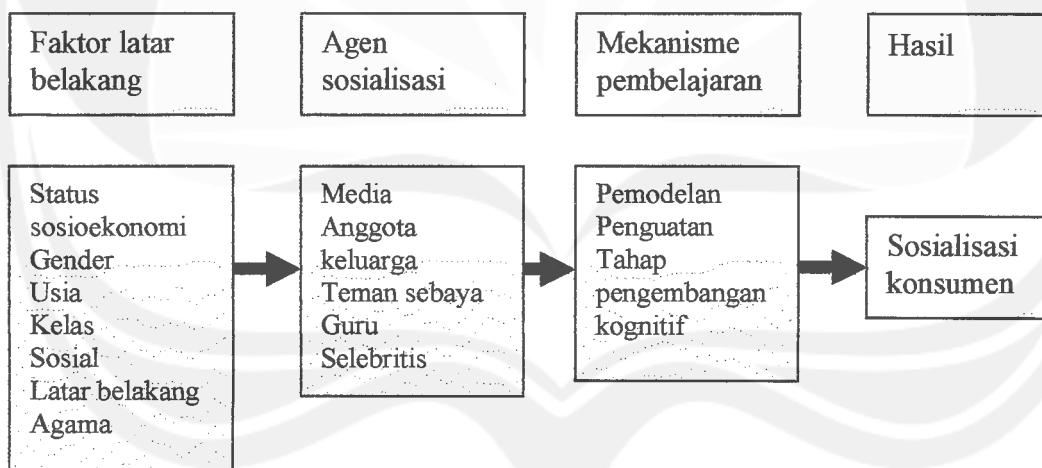 Faktor latar
belakang
Agen
sosialisasi
Mekanisme
pembelajaran
Hasil
Status
sosioekonomi
Gender
Usia
Kelas
Sosial
Latar belakang
Agama
Media
Anggota
keluarga
Teman sebaya
Guru
Selebritis
Pemodelan
Penguatan
Tahap
pengembangan
kognitif
Sosialisasi
konsumen